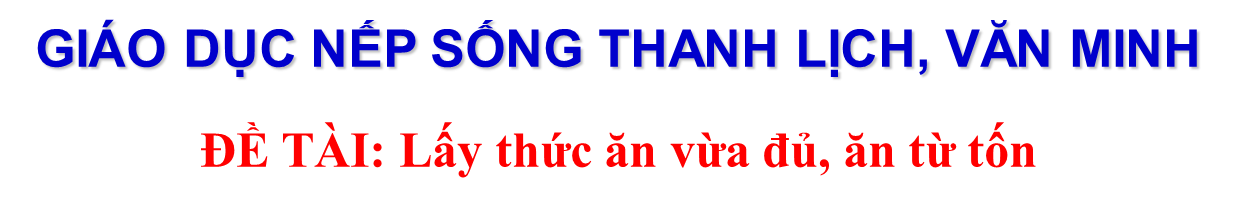 GIÁO DỤC NẾP SỐNG THANH LỊCH, VĂN MINH
ĐỀ TÀI: Lấy thức ăn vừa đủ, ăn từ tốn